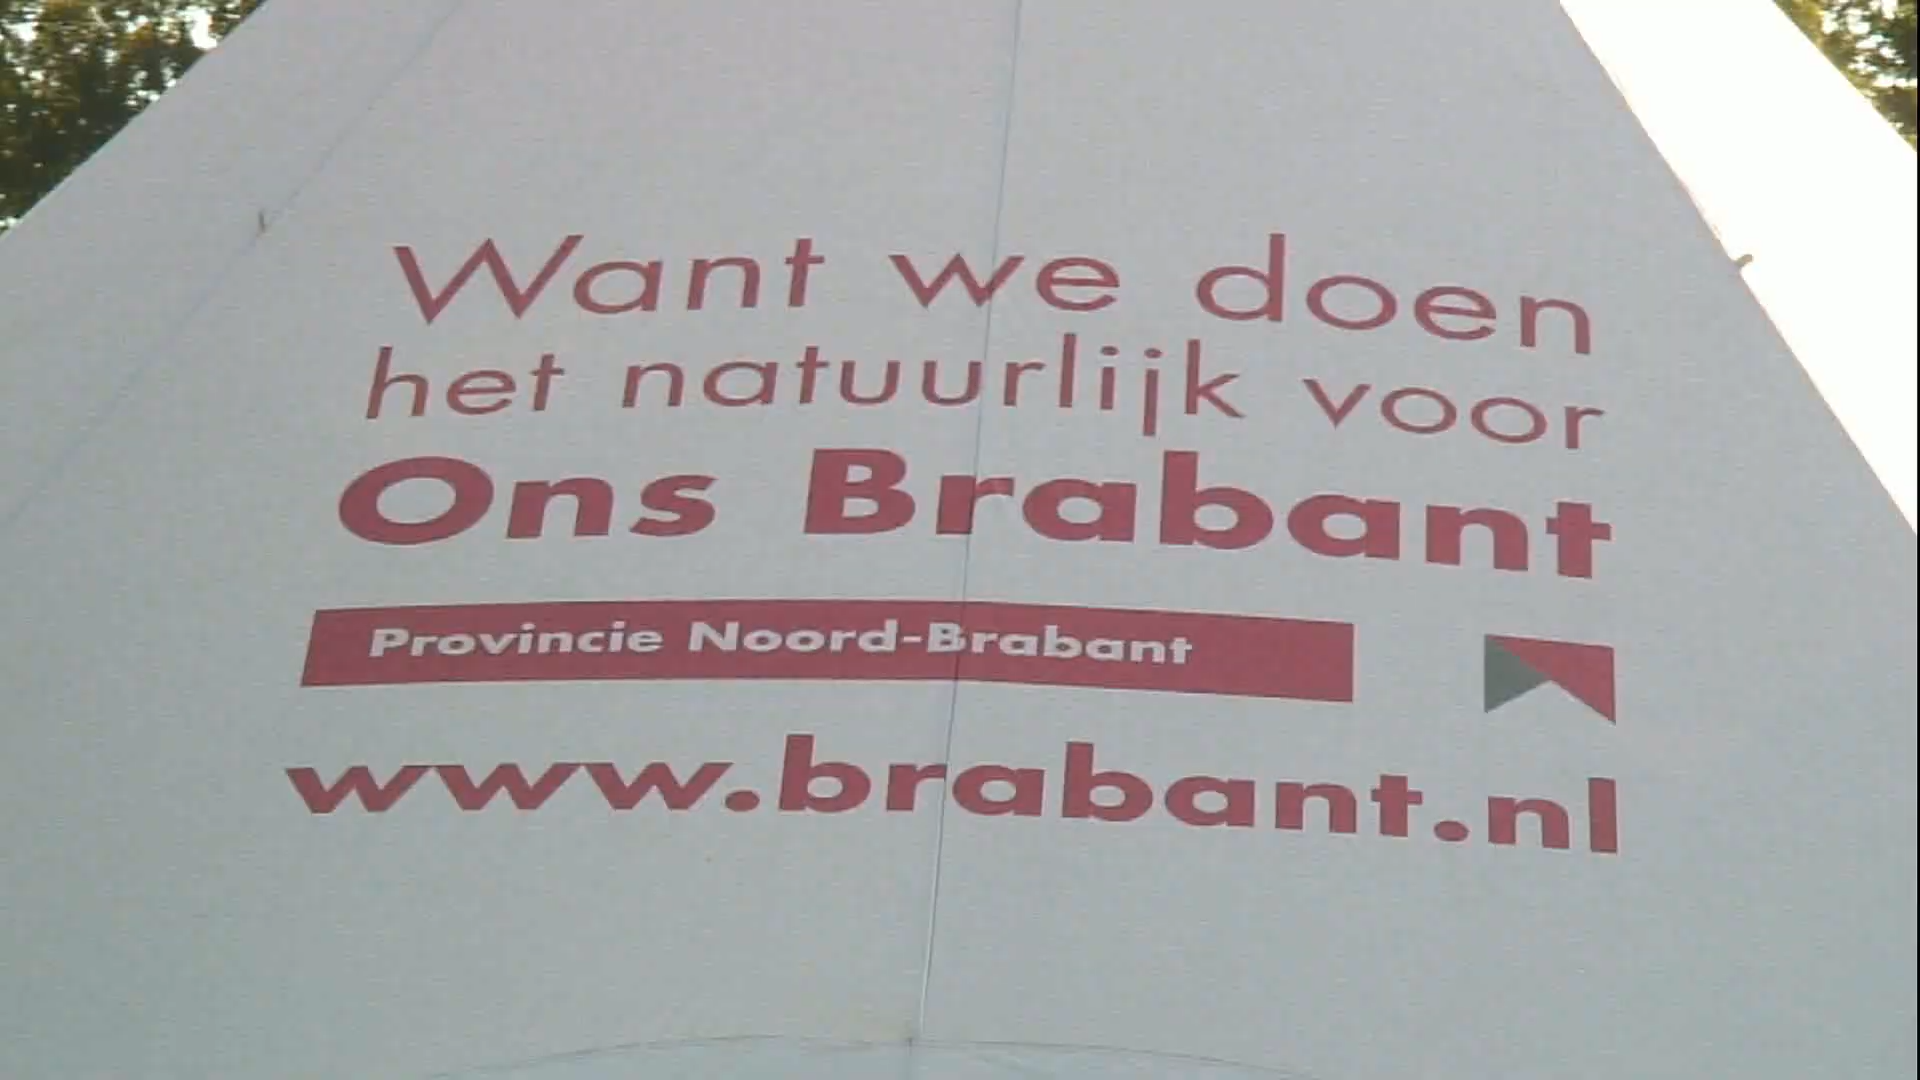 Want we doen
het natuurlijk voor
Ons Brabant
Provincie Noord-Brabant
www.brabant.nl